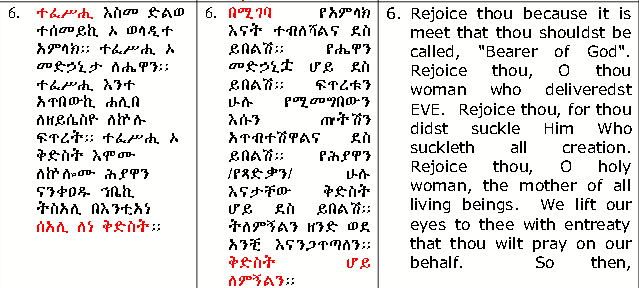 6. ተፈሥሒ እስመ ድልወ
ተሰመይኪ ኦ ወላዲተ
አምላክ፡፡ ተፈሥሒ ኦ
መድኃኒታ ለሔዋን፡፡
ተፈሥሒ እንተ
አጥበውኪ ሐሊበ
ለዘይሴስዮ ለኵሉ
ፍጥረት፡፡ ተፈሥሒ ኦ
ቅድስት እሞሙ
ለኵሎሙ ሕያዋን
ናንቀዐዱ ኀቤኪ
ትስአሊ በእንቲአነ
ሰአሊ ለነ ቅድስት፡፡
6. በሚገባ የአምላክ
እናት ተብለሻልና ደስ
ይበልሽ፡፡ የሔዋን
መድኃኒቷ ሆይ ደስ
ይበልሽ፡፡ ፍጥረቱን
ሁሉ የሚመግበውን
እሱን ጡትሽን
አጥብተሽዋልና ደስ
ይበልሽ፡፡ የሕያዋን
/የጻድቃን/ ሁሉ
እናታቸው ቅድስት
ሆይ ደስ ይበልሽ፡፡
ትለምኝልን ዘንድ ወደ
አንቺ እናንጋጥጣለን፡፡
ቅድስት ሆይ
ለምኝልን፡፡
6. Rejoice thou because it is
meet that thou shouldst be
called, "Bearer of God".
Rejoice thou, O thou
woman who deliveredst
EVE. Rejoice thou, for thou
didst suckle Him Who
suckleth all creation.
Rejoice thou, O holy
woman, the mother of all
living beings. We lift our
eyes to thee with entreaty
that thou wilt pray on our
behalf. So then,